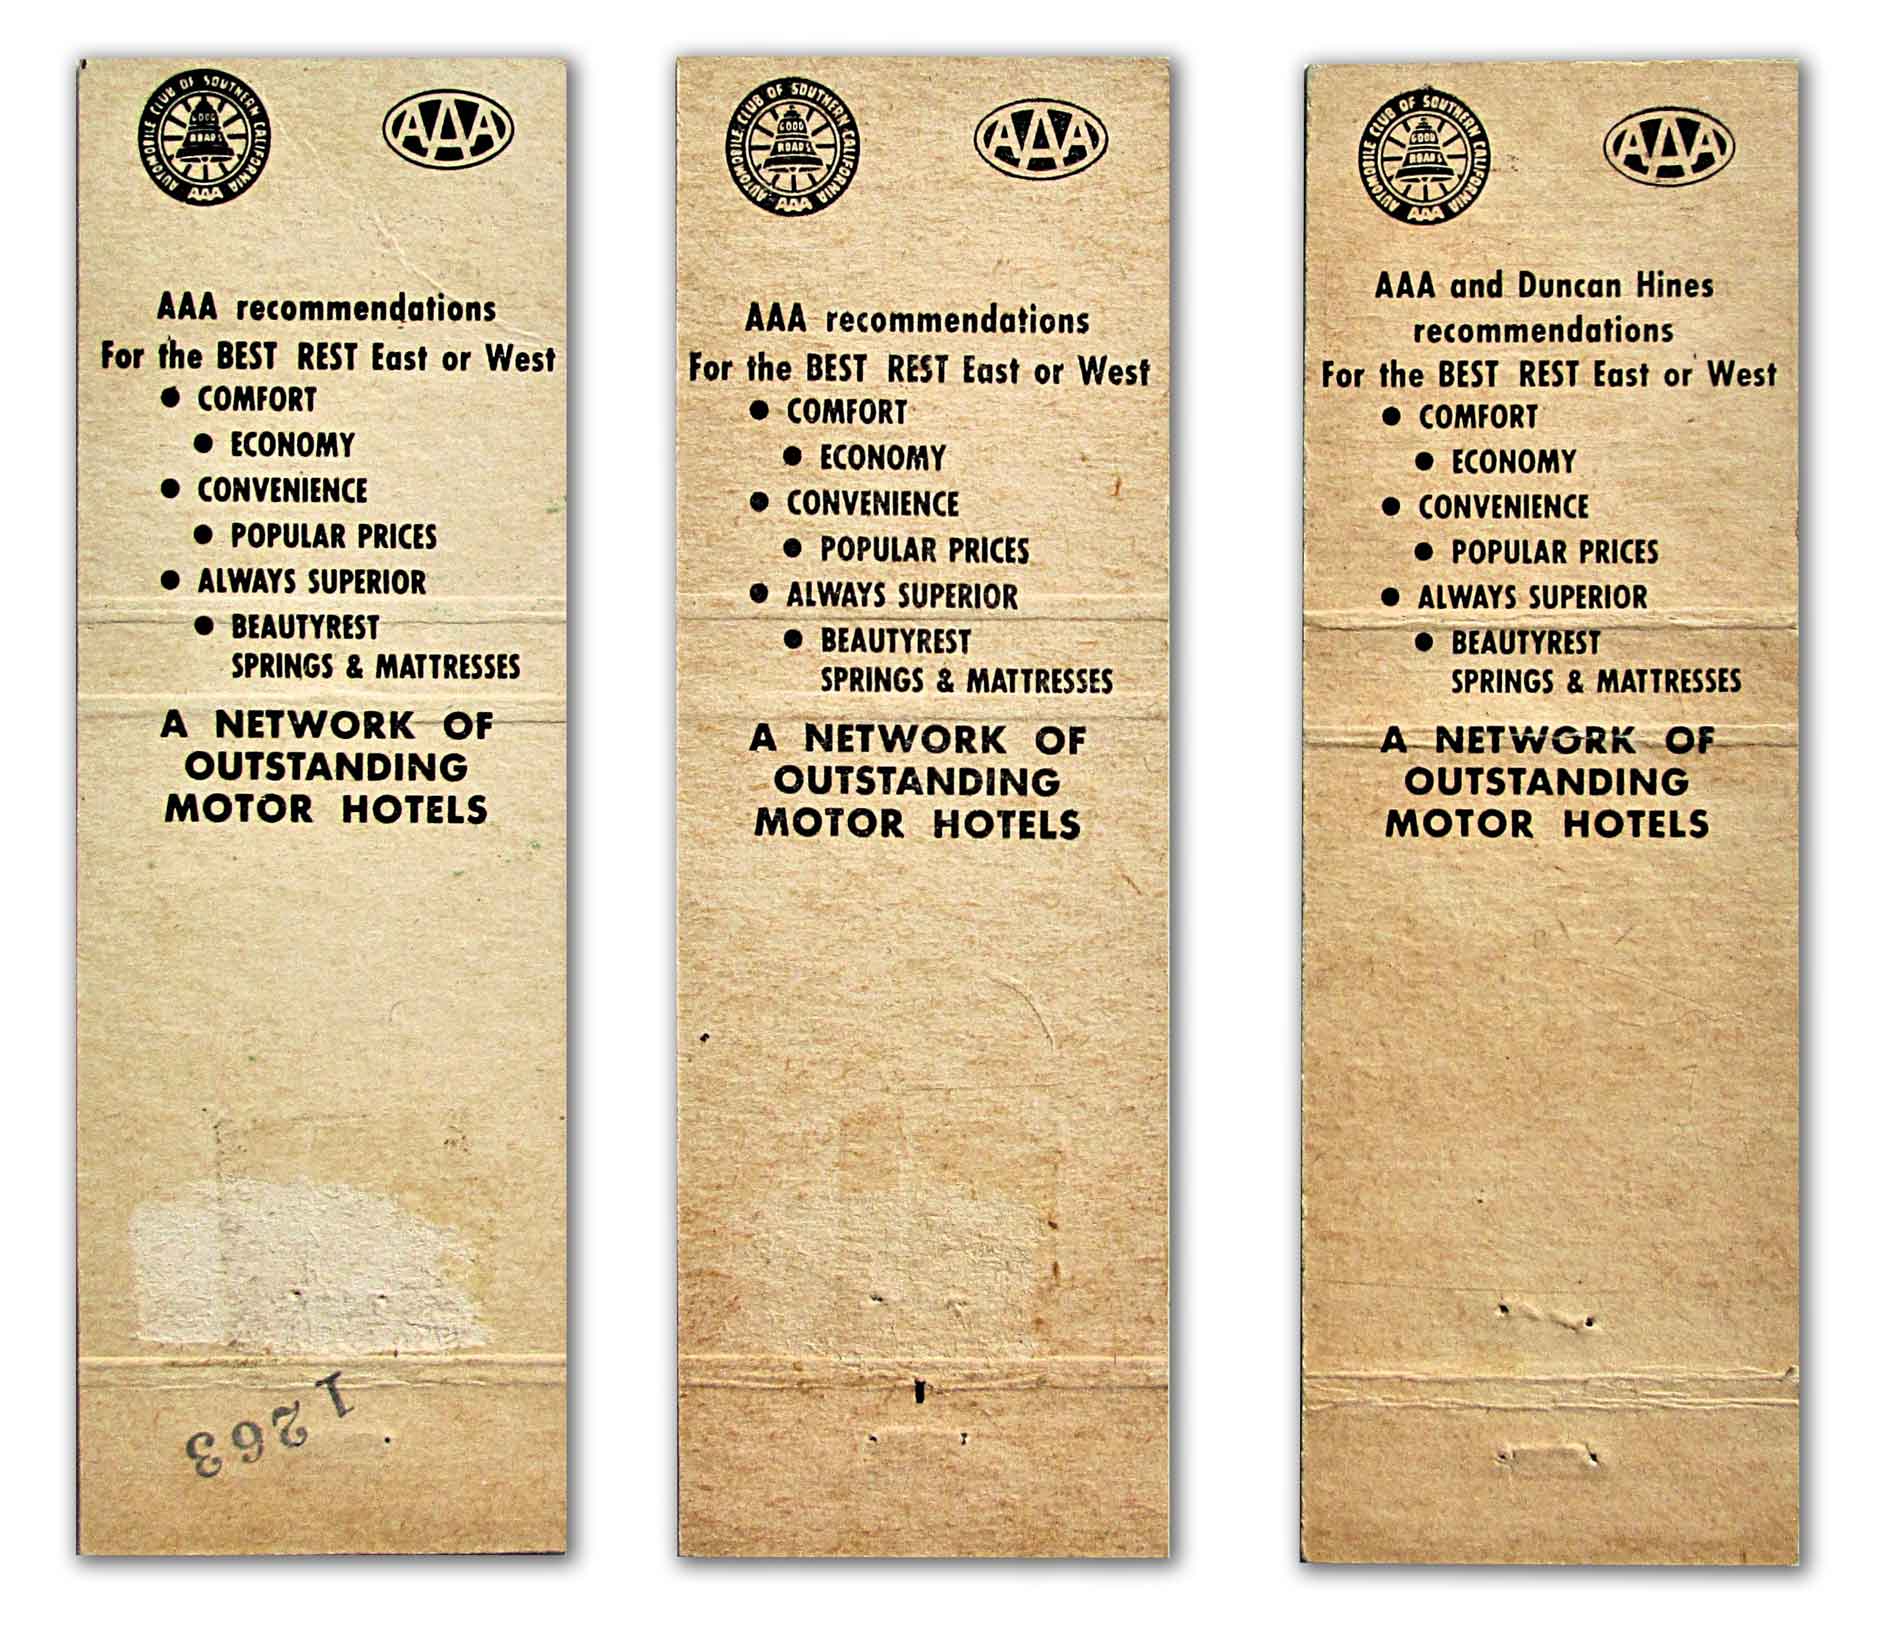 AUTOMOBILE CLUB OF SOUTHERN CALIFORNIA
GOOD
ROADS
AAA
AAA
AAA recommendations
For the BEST REST East or West
• COMFORT
• ECONOMY
• CONVENIENCE
• POPULAR PRICES
• ALWAYS SUPERIOR
• BEAUTYREST
SPRINGS & MATTRESSES
A NETWORK OF
OUTSTANDING
MOTOR HOTELS
1263
AUTOMOBILE CLUB OF SOUTHERN CALIFORNIA
GOOD
ROADS
AAA
AAA
AAA recommendations
For the BEST REST East or West
• COMFORT
• ECONOMY
• CONVENIENCE
• POPULAR PRICES
• ALWAYS SUPERIOR
• BEAUTYREST
SPRINGS & MATTRESSES
A NETWORK OF
OUTSTANDING
MOTOR HOTELS
AUTOMOBILE CLUB OF SOUTHERN CALIFORNIA
GOOD
ROADS
AAA
AAA
AAA and Duncan Hines
recommendations
For the BEST REST East or West
• COMFORT
• ECONOMY
• CONVENIENCE
• POPULAR PRICES
• ALWAYS SUPERIOR
• BEAUTYREST
SPRINGS & MATTRESSES
A NETWORK OF
OUTSTANDING
MOTOR HOTELS